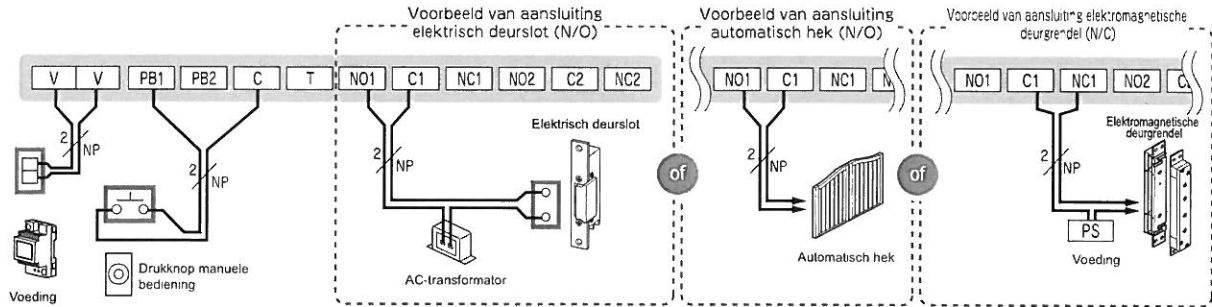 Voorbeeld van aansluiting
elektrisch deurslot (N/O)
Voorbeeld van aansluiting
automatisch hek (N/O)
Voorbeeld van aansluiting elektromagnetische
deurgrendel (N/C)
V V PB1 PB2 C T NO1 C1 NC1 NO2 C2 NC2
NO1 C1 NC1
NO1 C1 NC1 NO2
2 NP
2 NP
2 NP
2 NP
2 NP
Elektrisch deurslot
Elektromagnetische
deurgrendel
of
of
PS
Voeding
Drukknop manuele
bediening
AC-transformator
Automatisch hek
Voeding